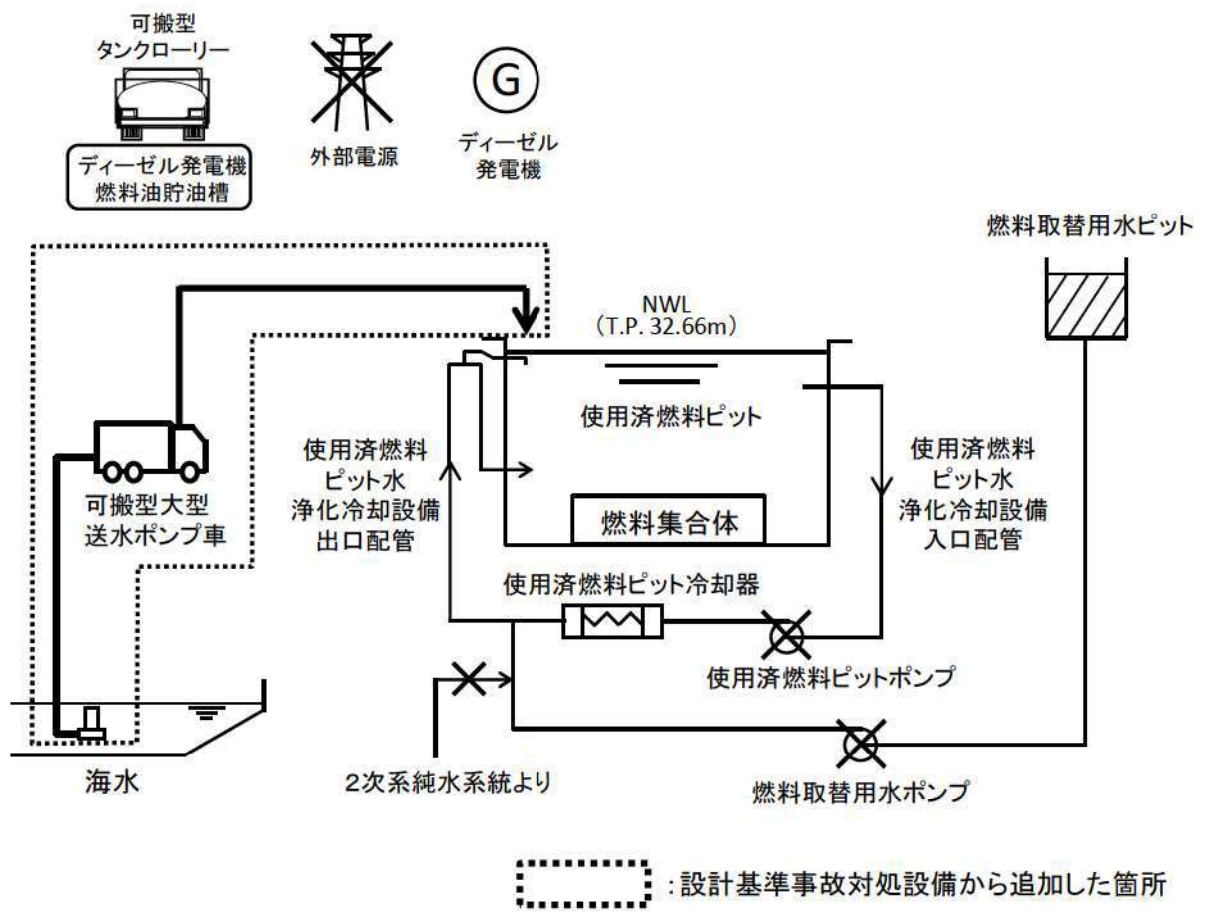 可搬型
タンクローリー
ディーゼル発電機
燃料油貯油槽
外部電源
G
ディーゼル
発電機
燃料取替用水ピット
NWL
(T.P. 32.66m)
使用済燃料ピット
可搬型大型
送水ポンプ車
使用済燃料
ピット水
浄化冷却設備
出口配管
燃料集合体
使用済燃料
ピット水
浄化冷却設備
入口配管
使用済燃料ピット冷却器
使用済燃料ピットポンプ
海水
2次系純水系統より
燃料取替用水ポンプ
:設計基準事故対処設備から追加した箇所